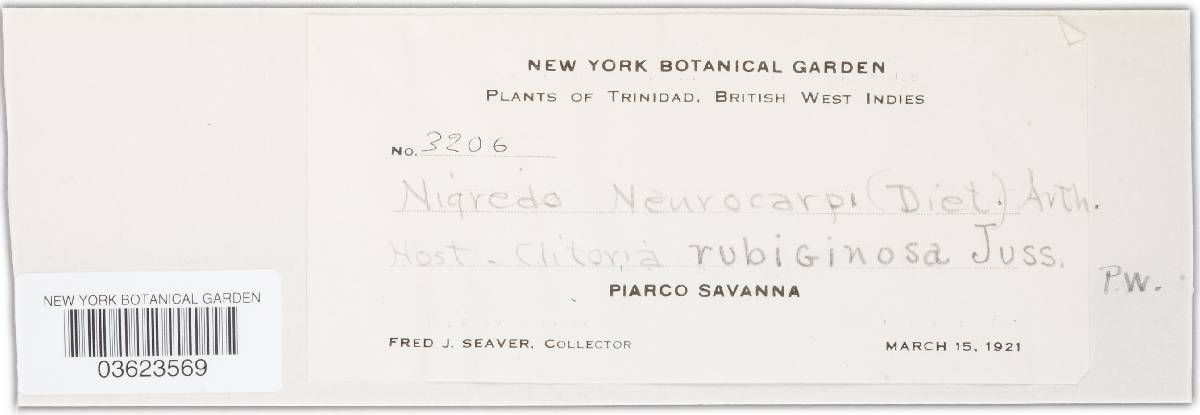 NEW YORK BOTANICAL GARDEN
PLANTS OF TRINIDAD, BRITISH WEST INDIES
No. 3206
Nigredo Neurocarpi (Diet.) Arth.
Host - Clitoria rubiginosa Juss.
P.W.
PIARCO SAVANNA
FRED J. SEAVER, COLLECTOR MARCH 15, 1921
NEW YORK BOTANICAL GARDEN
03623569